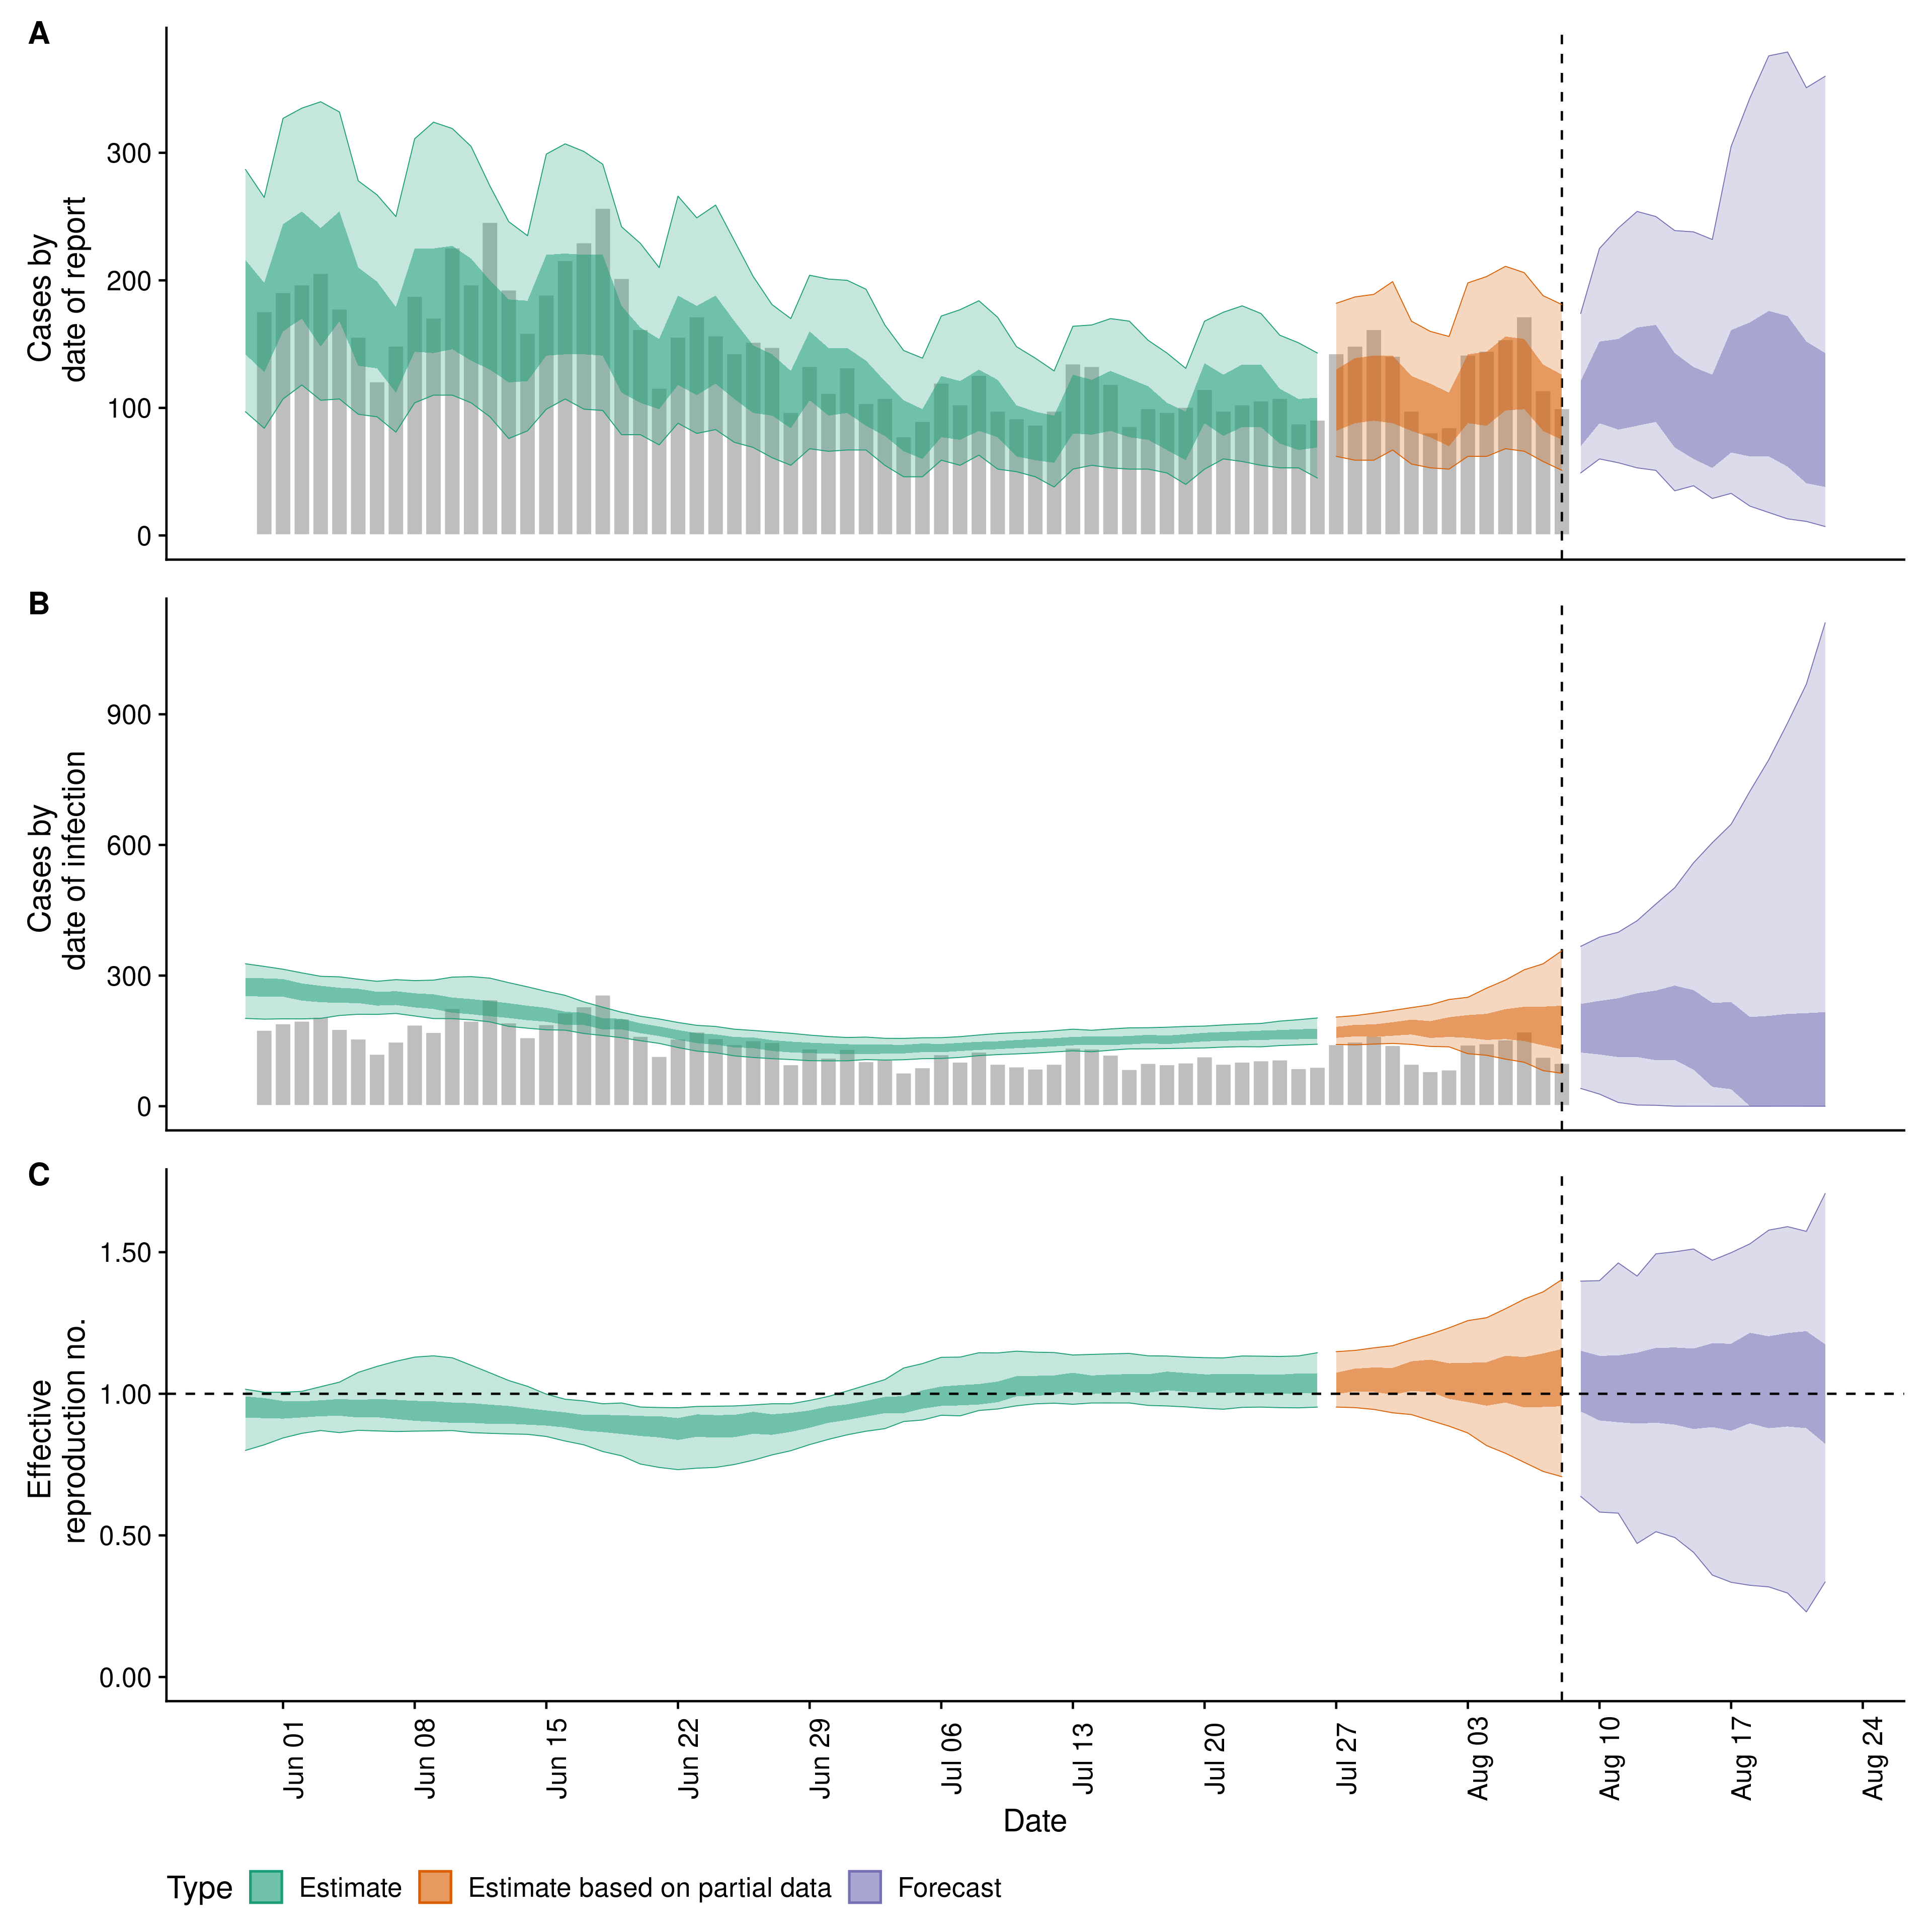 A
Cases by
date of report
300
200
100
0
B
Cases by
date of infection
900
600
300
0
C
Effective
reproduction no.
1.50
1.00
0.50
0.00
Jun 01
Jun 08
Jun 15
Jun 22
Jun 29
Jul 06
Jul 13
Jul 20
Jul 27
Aug 03
Aug 10
Aug 17
Aug 24
Date
Type Estimate Estimate based on partial data Forecast